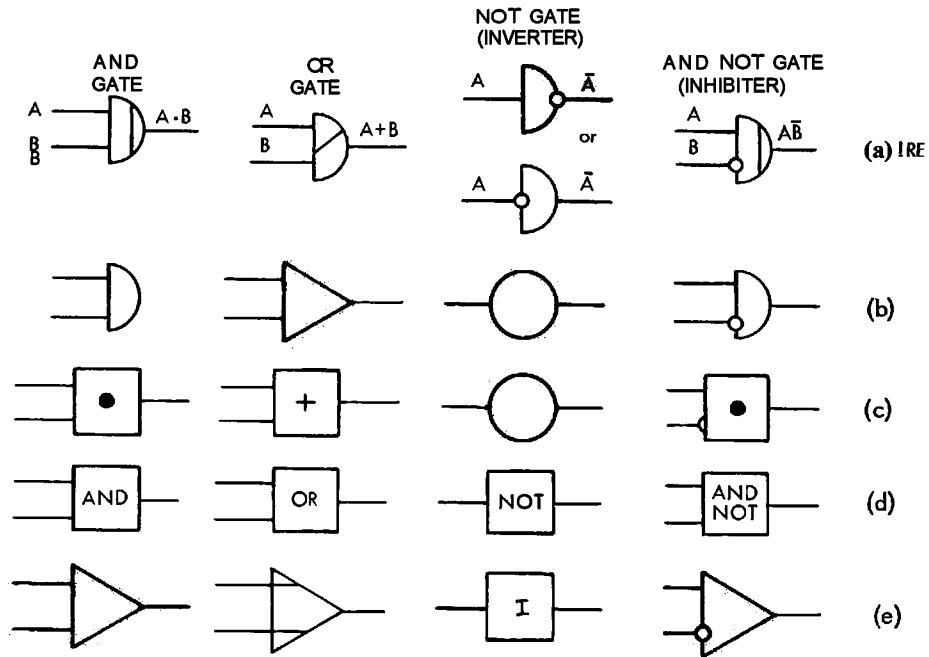 AND
GATE
OR
GATE
NOT GATE
(INVERTER)
AND NOT GATE
(INHIBITER)
A
B
B
A·B
A
B
A+B
A
Ā
or
A
Ā
A
B
AB̄
(a) IRE
(b)
+
(c)
AND
OR
NOT
AND
NOT
(d)
I
(e)